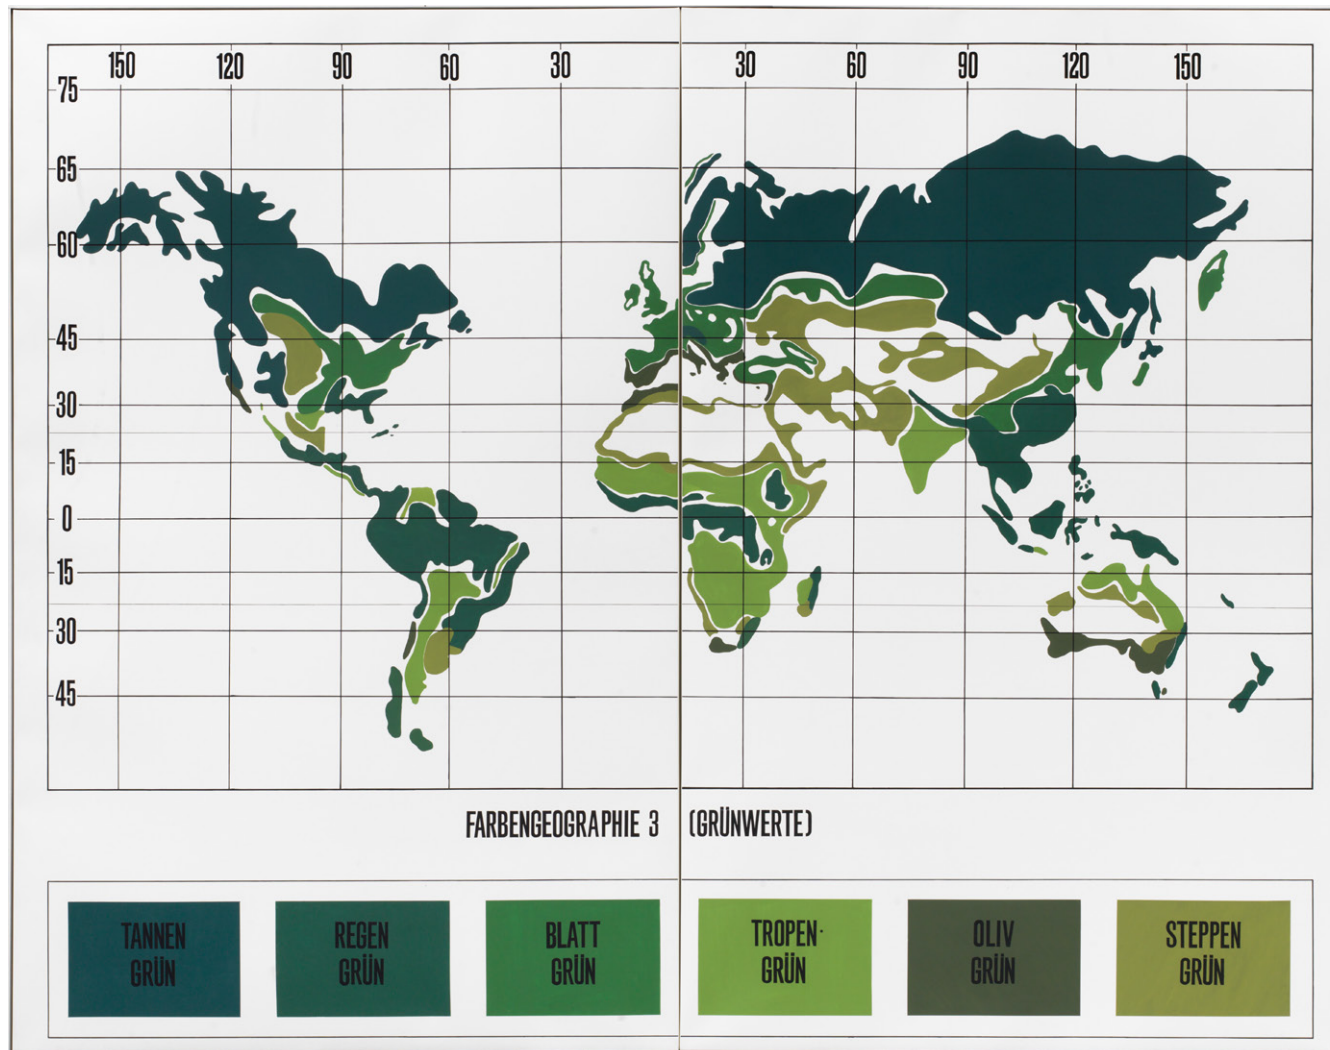 150 120 90 60 30 30 60 90 120 150
75
65
60
45
30
15
0
15
30
45
FARBENGEOGRAPHIE 3 (GRÜNWERTE)
TANNEN
GRÜN
REGEN
GRÜN
BLATT
GRÜN
TROPEN-
GRÜN
OLIV
GRÜN
STEPPEN
GRÜN